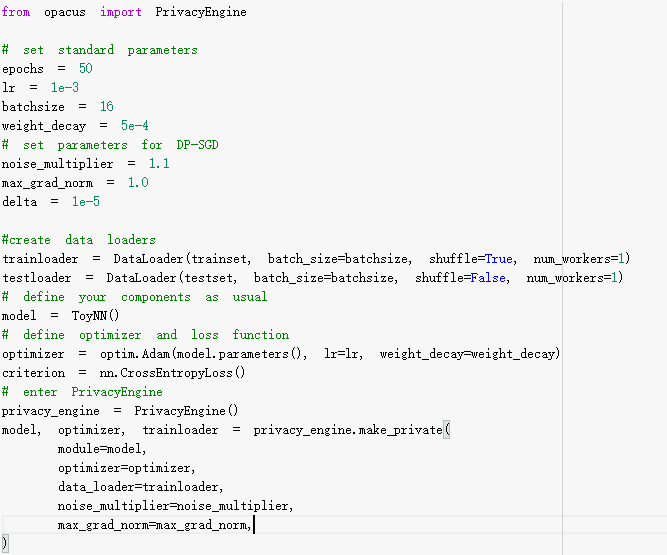 from opacus import PrivacyEngine
# set standard parameters
epochs = 50
lr = 1e-3
batchsize = 16
weight_decay = 5e-4
# set parameters for DP-SGD
noise_multiplier = 1.1
max_grad_norm = 1.0
delta = 1e-5
#create data loaders
trainloader = DataLoader(trainset, batch_size=batchsize, shuffle=True, num_workers=1)
testloader = DataLoader(testset, batch_size=batchsize, shuffle=False, num_workers=1)
# define your components as usual
model = ToyNN()
# define optimizer and loss function
optimizer = optim.Adam(model.parameters(), lr=lr, weight_decay=weight_decay)
criterion = nn.CrossEntropyLoss()
# enter PrivacyEngine
privacy_engine = PrivacyEngine()
model, optimizer, trainloader = privacy_engine.make_private(
module=model,
optimizer=optimizer,
data_loader=trainloader,
noise_multiplier=noise_multiplier,
max_grad_norm=max_grad_norm,
)